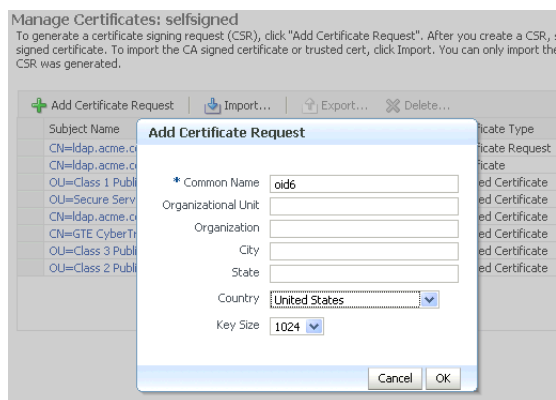 Manage Certificates: selfsigned
To generate a certificate signing request (CSR), click "Add Certificate Request". After you create a CSR,
signed certificate. To import the CA signed certificate or trusted cert, click Import. You can only import the
CSR was generated.
Add Certificate Request Import... Export... Delete...
Subject Name
CN=ldap.acme.c
CN=ldap.acme.c
OU=Class 1 Publi
OU=Secure Serv
CN=ldap.acme.c
CN=GTE CyberTr
OU=Class 3 Publi
OU=Class 2 Publi
Add Certificate Request
* Common Name oid6
Organizational Unit
Organization
City
State
Country United States
Key Size 1024
Cancel OK
ificate Type
ificate Request
ificate
ed Certificate
ed Certificate
ed Certificate
ed Certificate
ed Certificate
ed Certificate